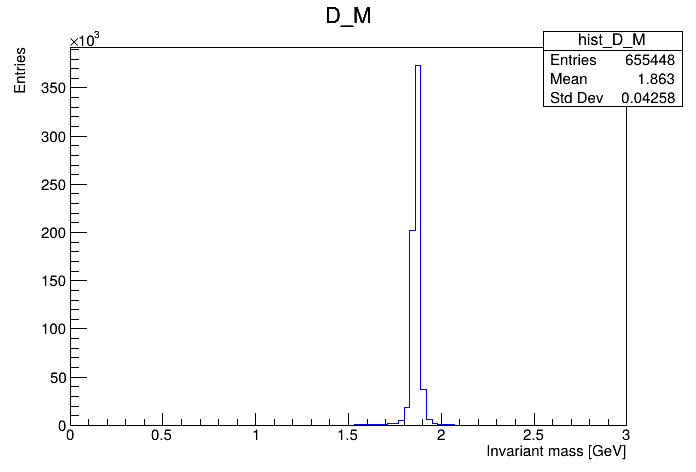 D_M
×10³
hist_D_M
Entries 655448
Mean 1.863
Std Dev 0.04258
Entries
350
300
250
200
150
100
50
0
0 0.5 1 1.5 2 2.5 3
Invariant mass [GeV]